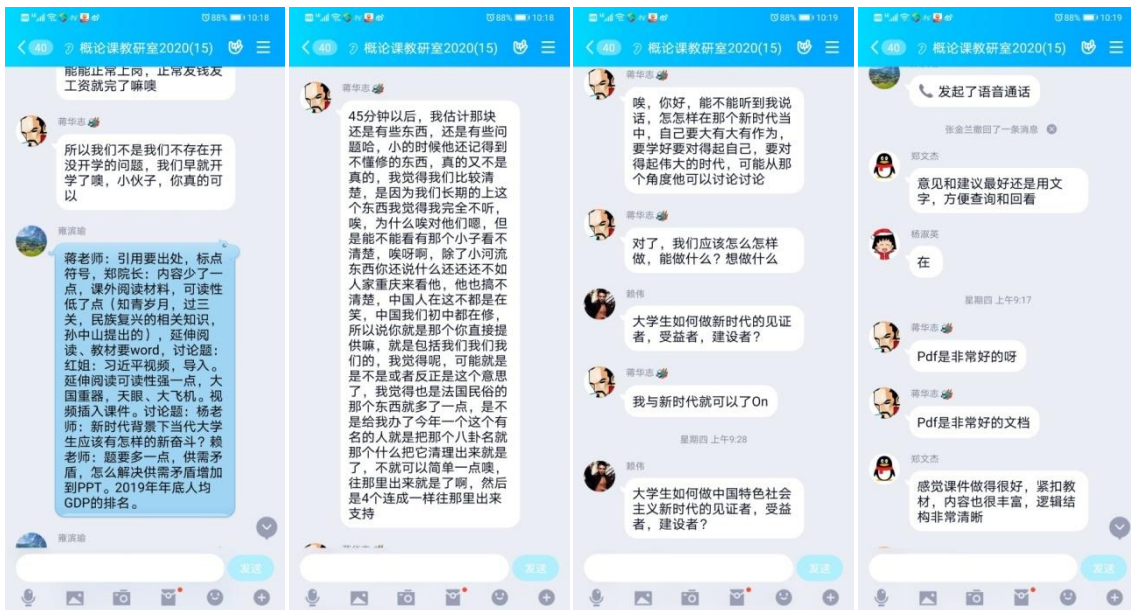 88% 10:18
40 概论课教研室2020(15)
能能正常上岗，正常发钱发
工资就完了嘛噢
蒋华志
所以我们不是我们不存在开
没开学的问题，我们早就开
学了噢，小伙子，你真的可
以
雍滨瑜
蒋老师：引用要出处，标点
符号，郑院长：内容少了一
点，课外阅读材料，可读性
低了点（知青岁月，过三
关，民族复兴的相关知识，
孙中山提出的），延伸阅
读、教材要word，讨论题：
红姐：习近平视频，导入。
延伸阅读可读性强一点，大
国重器，天眼、大飞机。视
频插入课件。讨论题：杨老
师：新时代背景下当代大学
生应该有怎样的新奋斗？赖
老师：题要多一点，供需矛
盾，怎么解决供需矛盾增加
到PPT。2019年年底人均
GDP的排名。
雍滨瑜
发送
88% 10:18
40 概论课教研室2020(15)
蒋华志
45分钟以后，我估计那块
还是有些东西，还是有些问
题哈，小的时候他还记得到
不懂修的东西，真的又不是
真的，我觉得我们比较清
楚，是因为我们长期的上这
个东西我觉得我完全不听，
唉，为什么唉对他们嗯，但
是能不能看有那个小子看不
清楚，唉呀啊，除了小河流
东西你还说什么还还还不如
人家重庆来看他，他也搞不
清楚，中国人在这不都是在
笑，中国我们初中都在修，
所以说你就是那个你直接提
供嘛，就是包括我们我们我
们的，我觉得呢，可能就是
是不是或者反正是这个意思
了，我觉得也是法国民俗的
那个东西就多了一点，是不
是给我办了今年一个这个有
名的人就是把那个八卦名就
那个什么把它清理出来就是
了，不就可以简单一点噢，
往那里出来就是了啊，然后
是4个连成一样往那里出来
支持
发送
88% 10:19
40 概论课教研室2020(15)
蒋华志
唉，你好，能不能听到我说
话，怎怎样在那个新时代当
中，自己要大有大有作为，
要学好要对得起自己，要对
得起伟大的时代，可能从那
个角度他可以讨论讨论
蒋华志
对了，我们应该怎么怎样
做，能做什么？想做什么
赖伟
大学生如何做新时代的见证
者，受益者，建设者？
蒋华志
我与新时代就可以了On
星期四 上午9:28
赖伟
大学生如何做中国特色社会
主义新时代的见证者，受益
者，建设者？
发送
88% 10:19
40 概论课教研室2020(15)
发起了语音通话
张金兰撤回了一条消息
郑文杰
意见和建议最好还是用文
字，方便查询和回看
杨淑英
在
星期四 上午9:17
蒋华志
Pdf是非常好的呀
蒋华志
Pdf是非常好的文档
郑文杰
感觉课件做得很好，紧扣教
材，内容也很丰富，逻辑结
构非常清晰
发送